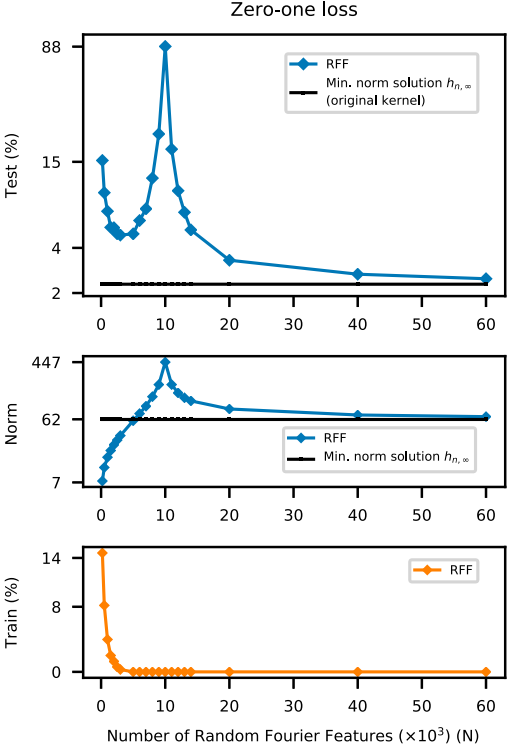 Zero-one loss
Test (%)
88
15
4
2
RFF
Min. norm solution $h_{n,\infty}$
(original kernel)
0 10 20 30 40 50 60
Norm
447
62
7
RFF
Min. norm solution $h_{n,\infty}$
0 10 20 30 40 50 60
Train (%)
14
8
0
RFF
0 10 20 30 40 50 60
Number of Random Fourier Features (×10³) (N)